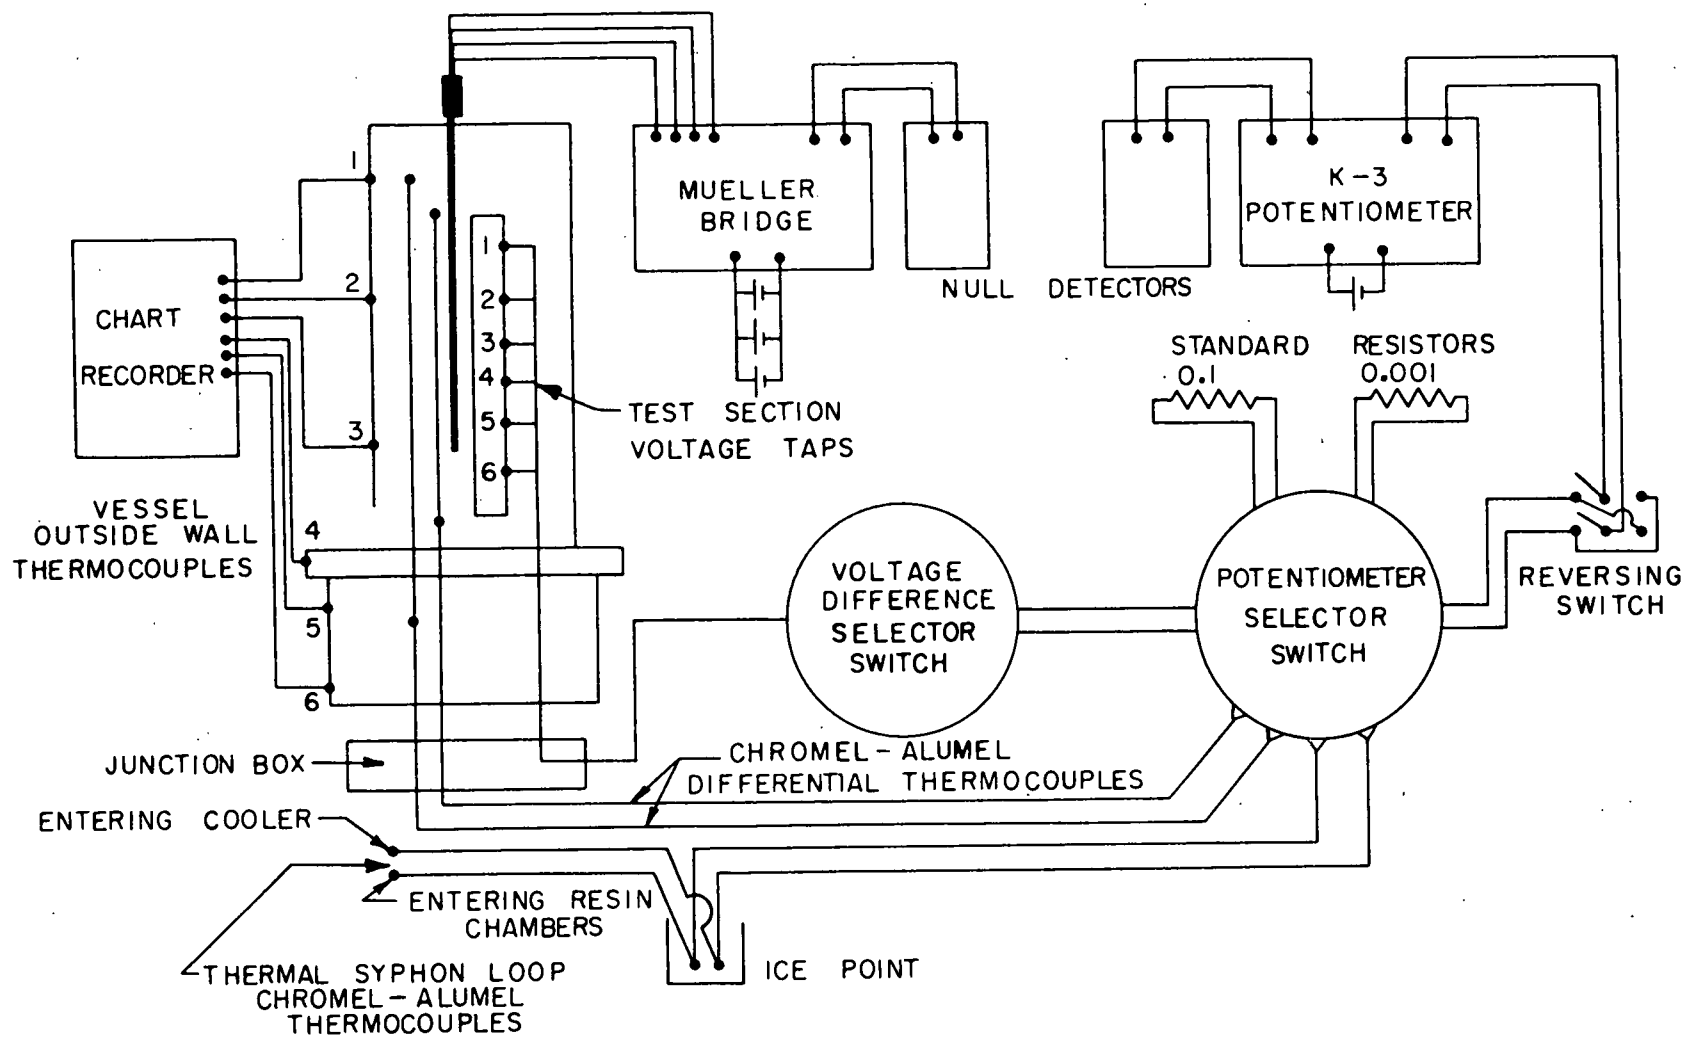 MUELLER
BRIDGE
K-3
POTENTIOMETER
NULL DETECTORS
CHART
RECORDER
1
2
3
4
5
6
1
2
3
4
5
6
TEST SECTION
VOLTAGE TAPS
STANDARD RESISTORS
0.1 0.001
VESSEL
OUTSIDE WALL
THERMOCOUPLES
VOLTAGE
DIFFERENCE
SELECTOR
SWITCH
POTENTIOMETER
SELECTOR
SWITCH
REVERSING
SWITCH
JUNCTION BOX
CHROMEL-ALUMEL
DIFFERENTIAL THERMOCOUPLES
ENTERING COOLER
ENTERING RESIN
CHAMBERS
THERMAL SYPHON LOOP
CHROMEL-ALUMEL
THERMOCOUPLES
ICE POINT